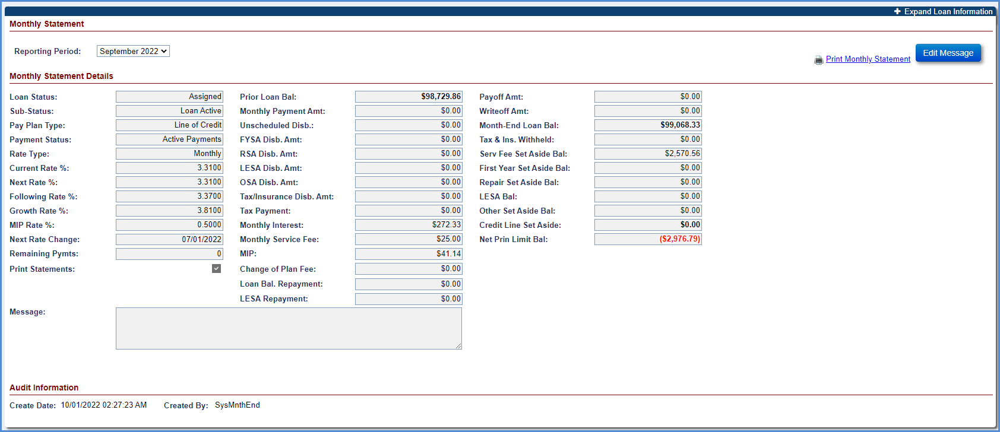 Expand Loan Information
Monthly Statement
Reporting Period: September 2022
Print Monthly Statement Edit Message
Monthly Statement Details
Loan Status: Assigned Prior Loan Bal: $98,729.86 Payoff Amt: $0.00
Sub-Status: Loan Active Monthly Payment Amt: $0.00 Writeoff Amt: $0.00
Pay Plan Type: Line of Credit Unscheduled Disb.: $0.00 Month-End Loan Bal: $99,068.33
Payment Status: Active Payments FYSA Disb. Amt: $0.00 Tax & Ins. Withheld: $0.00
Rate Type: Monthly RSA Disb. Amt: $0.00 Serv Fee Set Aside Bal: $2,570.56
Current Rate %: 3.3100 LESA Disb. Amt: $0.00 First Year Set Aside Bal: $0.00
Next Rate %: 3.3100 OSA Disb. Amt: $0.00 Repair Set Aside Bal: $0.00
Following Rate %: 3.3700 Tax/Insurance Disb. Amt: $0.00 LESA Bal: $0.00
Growth Rate %: 3.8100 Tax Payment: $0.00 Other Set Aside Bal: $0.00
MIP Rate %: 0.5000 Monthly Interest: $272.33 Credit Line Set Aside: $0.00
Next Rate Change: 07/01/2022 Monthly Service Fee: $25.00 Net Prin Limit Bal: ($2,976.79)
Remaining Pymts: 0 MIP: $41.14
Print Statements: Change of Plan Fee: $0.00
Loan Bal. Repayment: $0.00
LESA Repayment: $0.00
Message:
Audit Information
Create Date: 10/01/2022 02:27:23 AM Created By: SysMnthEnd